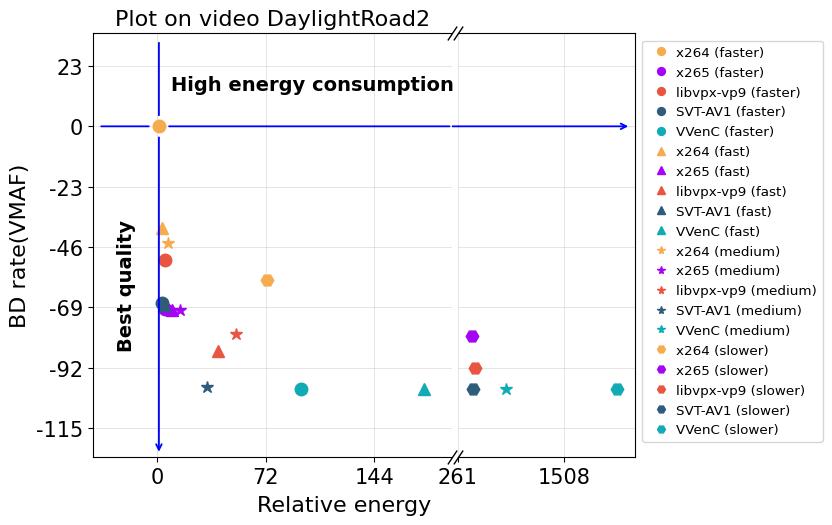 Plot on video DaylightRoad2
High energy consumption
Best quality
BD rate(VMAF)
23
0
-23
-46
-69
-92
-115
0 72 144 261 1508
Relative energy
x264 (faster)
x265 (faster)
libvpx-vp9 (faster)
SVT-AV1 (faster)
VVenC (faster)
x264 (fast)
x265 (fast)
libvpx-vp9 (fast)
SVT-AV1 (fast)
VVenC (fast)
x264 (medium)
x265 (medium)
libvpx-vp9 (medium)
SVT-AV1 (medium)
VVenC (medium)
x264 (slower)
x265 (slower)
libvpx-vp9 (slower)
SVT-AV1 (slower)
VVenC (slower)